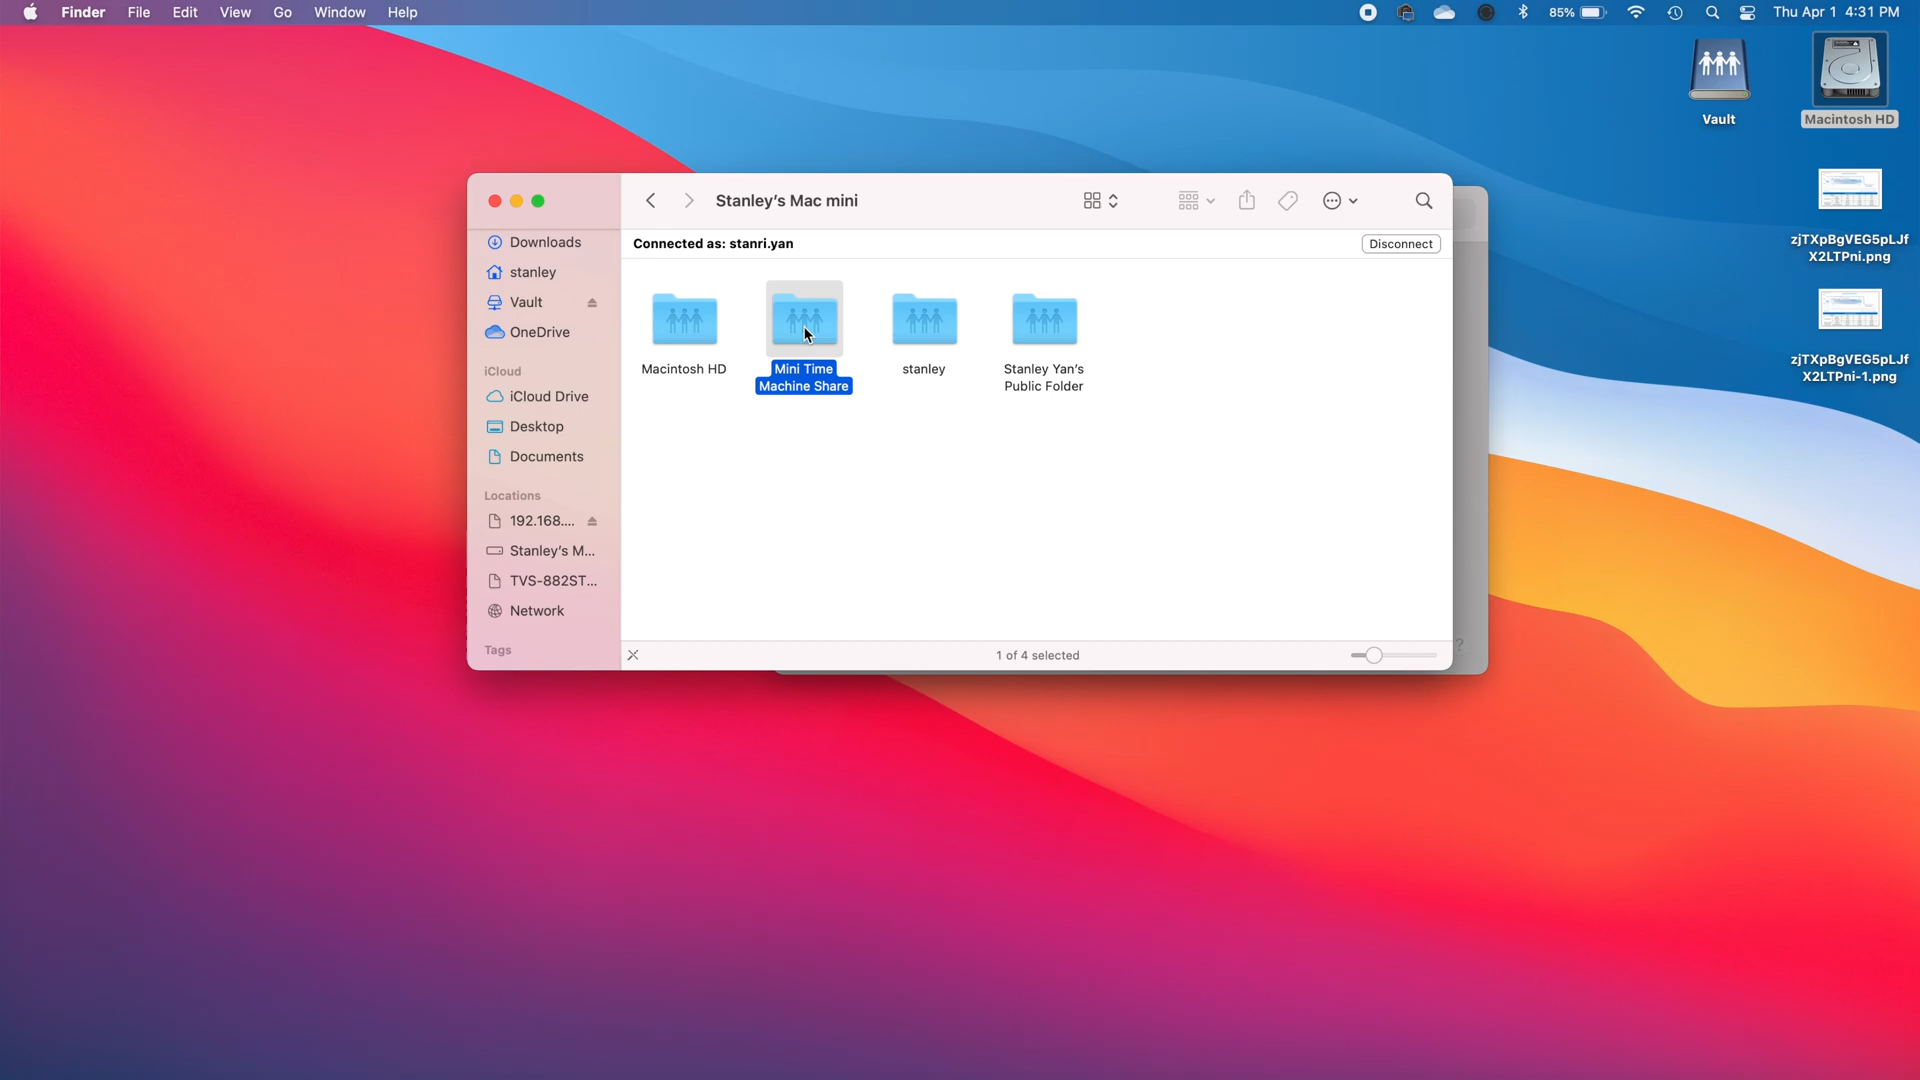 Finder File Edit View Go Window Help
85% Thu Apr 1 4:31 PM
Vault
Macintosh HD
zjTXpBgVEG5pLJf
X2LTPni.png
zjTXpBgVEG5pLJf
X2LTPni-1.png
Stanley's Mac mini
Connected as: stanri.yan
Disconnect
Downloads
stanley
Vault
OneDrive
iCloud
iCloud Drive
Desktop
Documents
Locations
192.168....
Stanley's M...
TVS-882ST...
Network
Tags
Macintosh HD
Mini Time
Machine Share
stanley
Stanley Yan's
Public Folder
1 of 4 selected
?